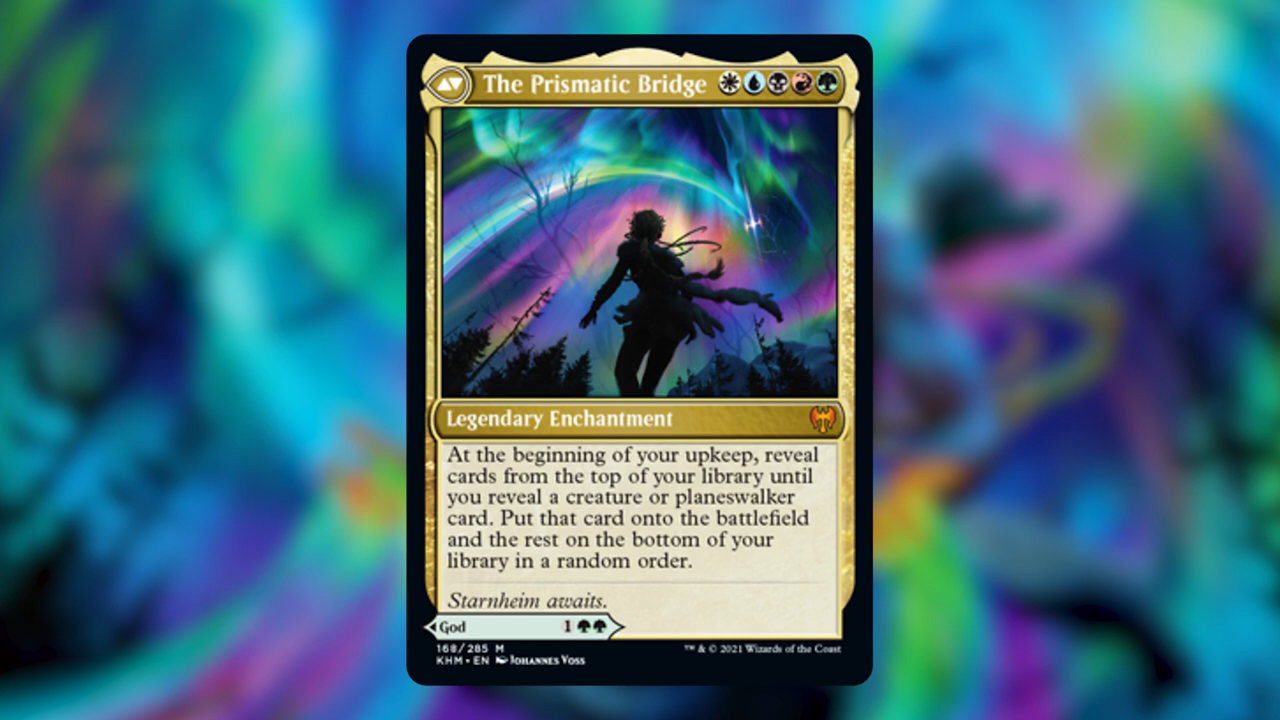 The Prismatic Bridge
Legendary Enchantment
At the beginning of your upkeep, reveal
cards from the top of your library until
you reveal a creature or planeswalker
card. Put that card onto the battlefield
and the rest on the bottom of your
library in a random order.
Starnheim awaits.
God 1
168/285 M
KHM • EN Johannes Voss
™ & © 2021 Wizards of the Coast